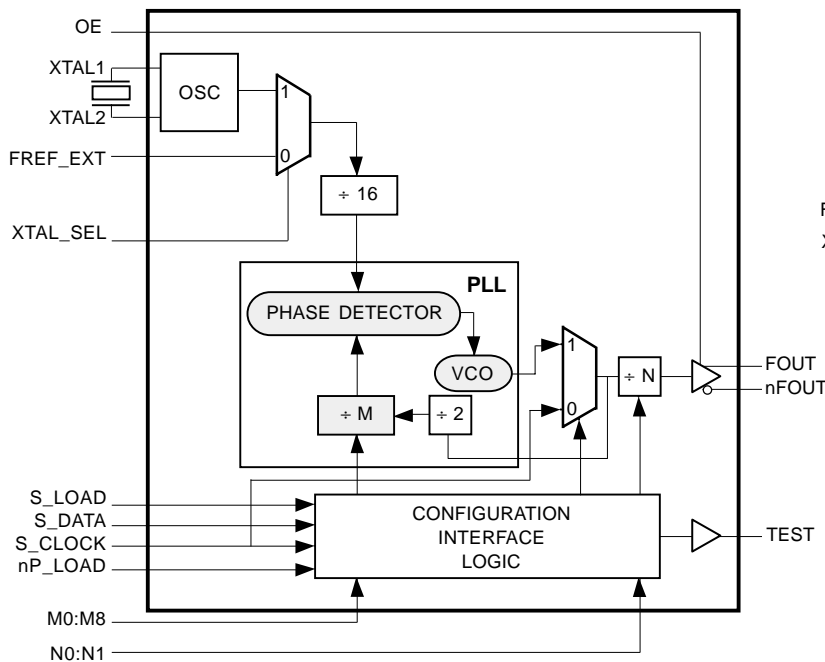 OE
XTAL1
OSC
1
XTAL2
FREF_EXT
0
÷ 16
XTAL_SEL
F
X
PLL
PHASE DETECTOR
1
VCO
FOUT
÷ N
nFOUT
÷ M
÷ 2
0
S_LOAD
S_DATA
S_CLOCK
nP_LOAD
CONFIGURATION
INTERFACE
LOGIC
TEST
M0:M8
N0:N1